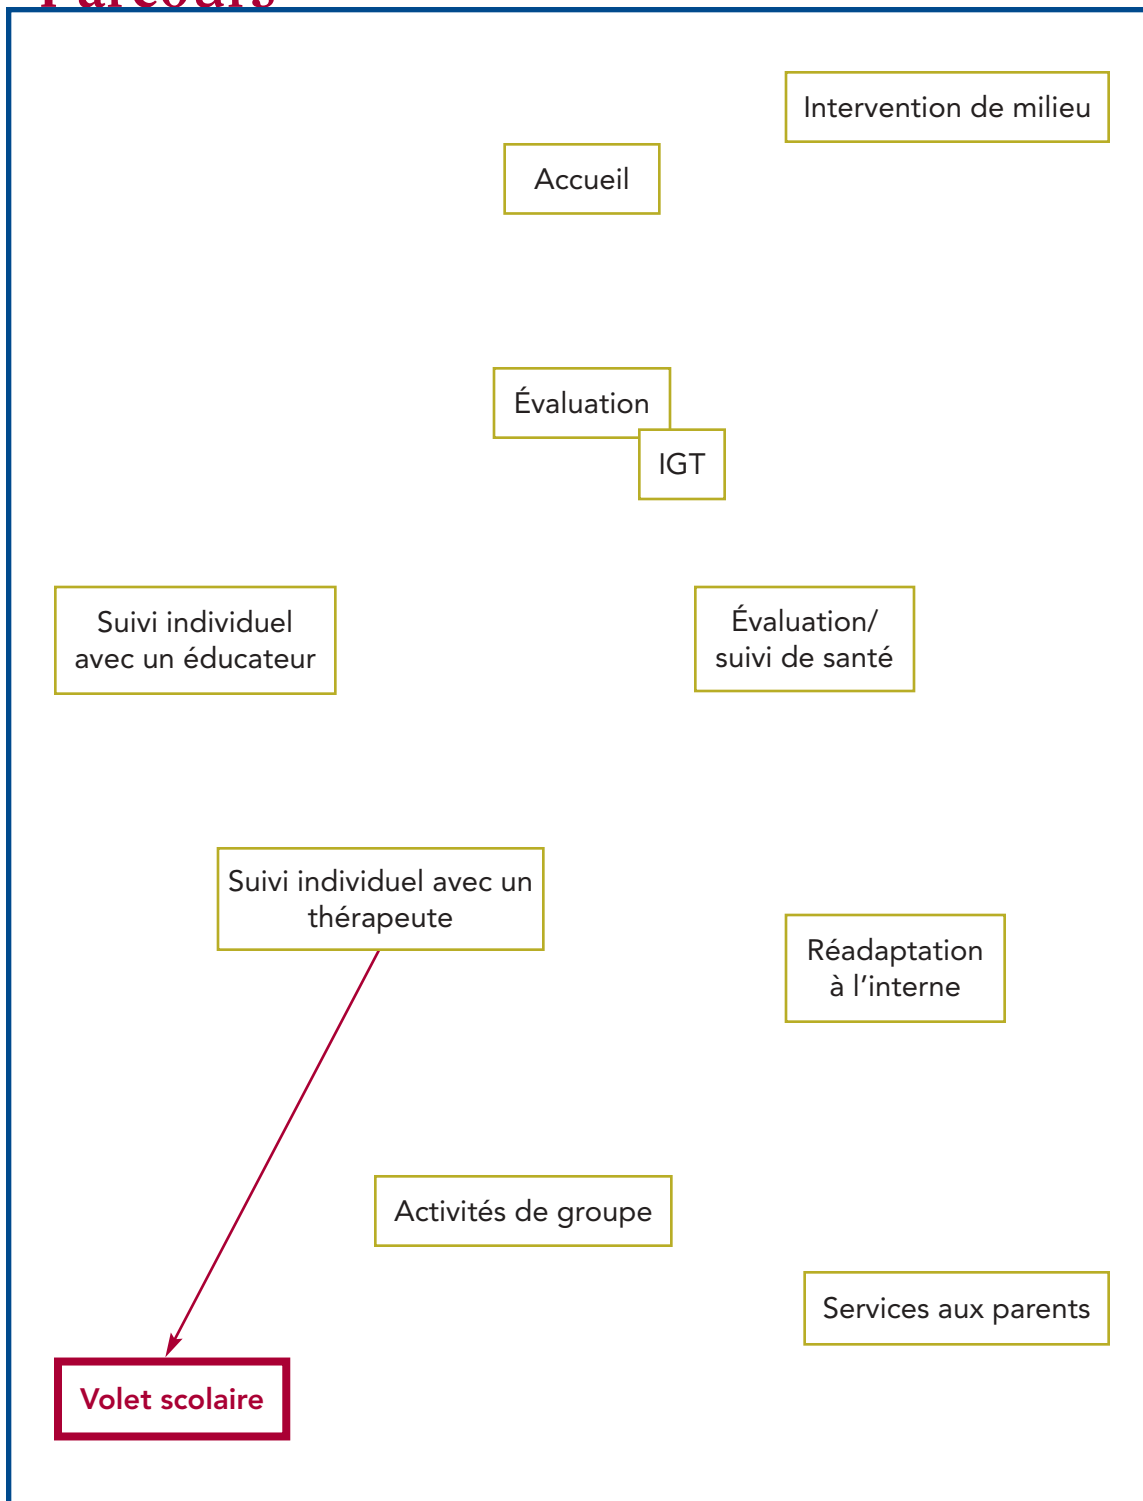 Parcours
Intervention de milieu
Accueil
Évaluation
IGT
Suivi individuel
avec un éducateur
Évaluation/
suivi de santé
Suivi individuel avec un
thérapeute
Réadaptation
à l’interne
Activités de groupe
Services aux parents
Volet scolaire